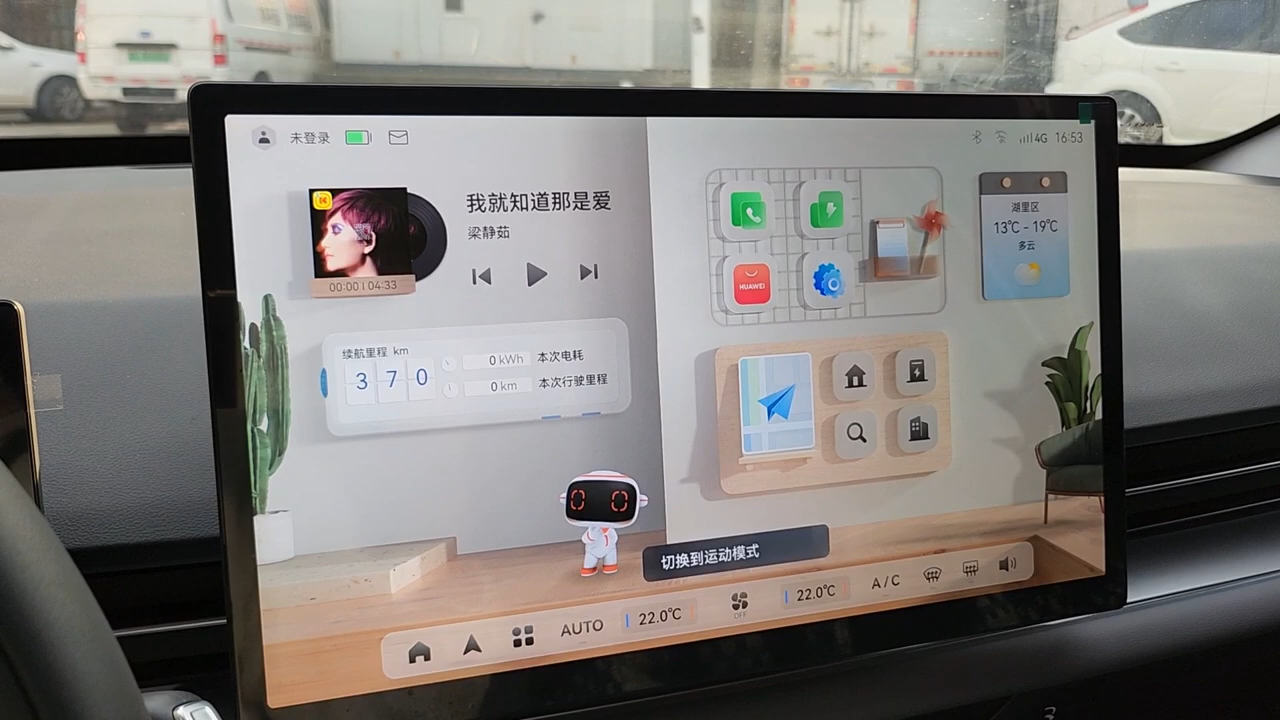 未登录
4G 16:53
我就知道那是爱
梁静茹
00:00 | 04:33
续航里程 km
370
0 kWh 本次电耗
0 km 本次行驶里程
HUAWEI
湖里区
13℃ - 19℃
多云
切换到运动模式
AUTO
22.0℃
OFF
22.0℃
A/C